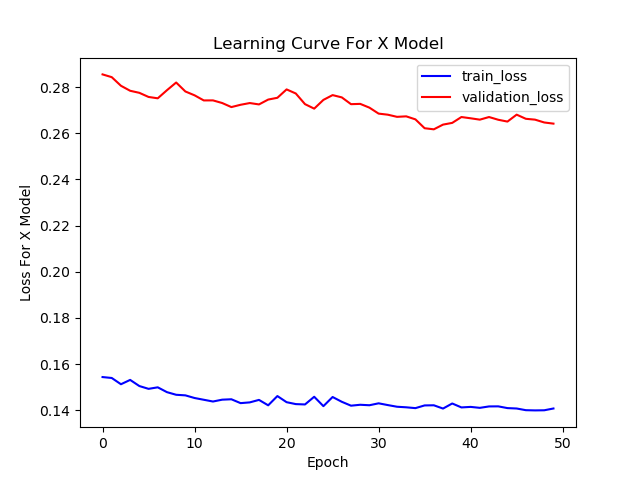 Learning Curve For X Model
train_loss
validation_loss
Loss For X Model
0.28
0.26
0.24
0.22
0.20
0.18
0.16
0.14
0
10
20
30
40
50
Epoch